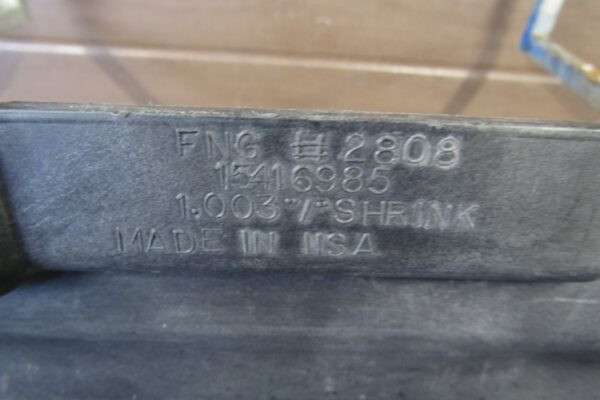 FNG #2808
15416985
1.003"/"SHRINK
MADE IN USA